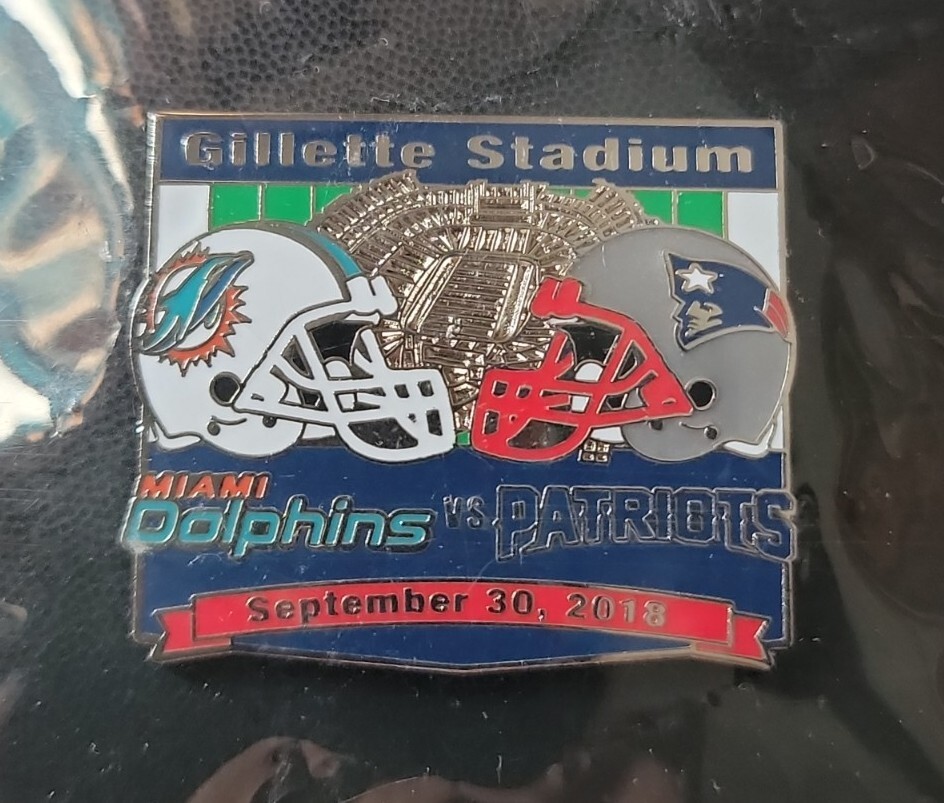 Gillette Stadium
MIAMI
Dolphins vs. PATRIOTS
September 30, 2018